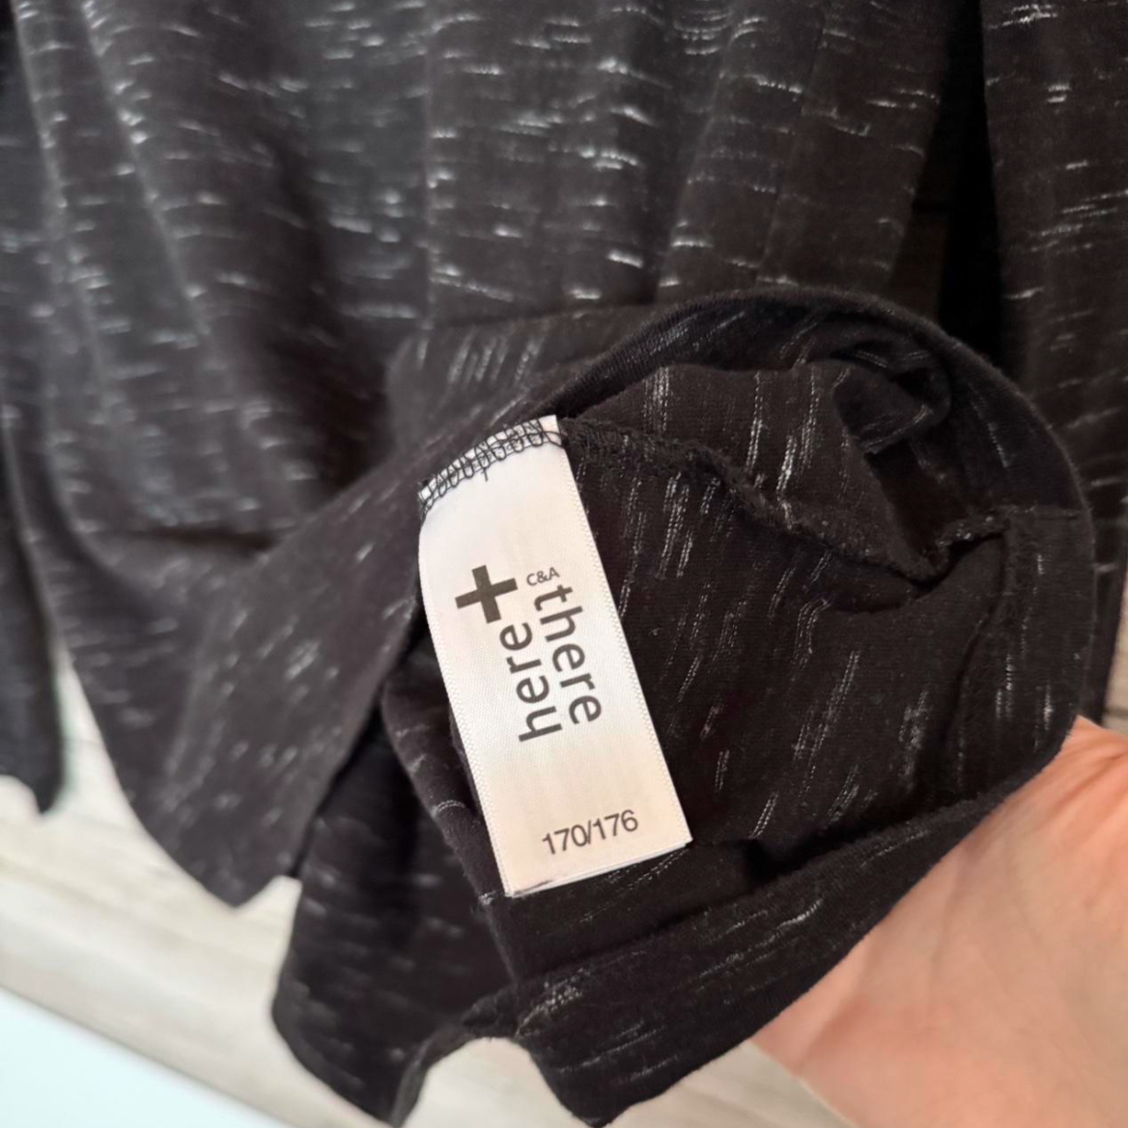 C&A
here + there
170/176